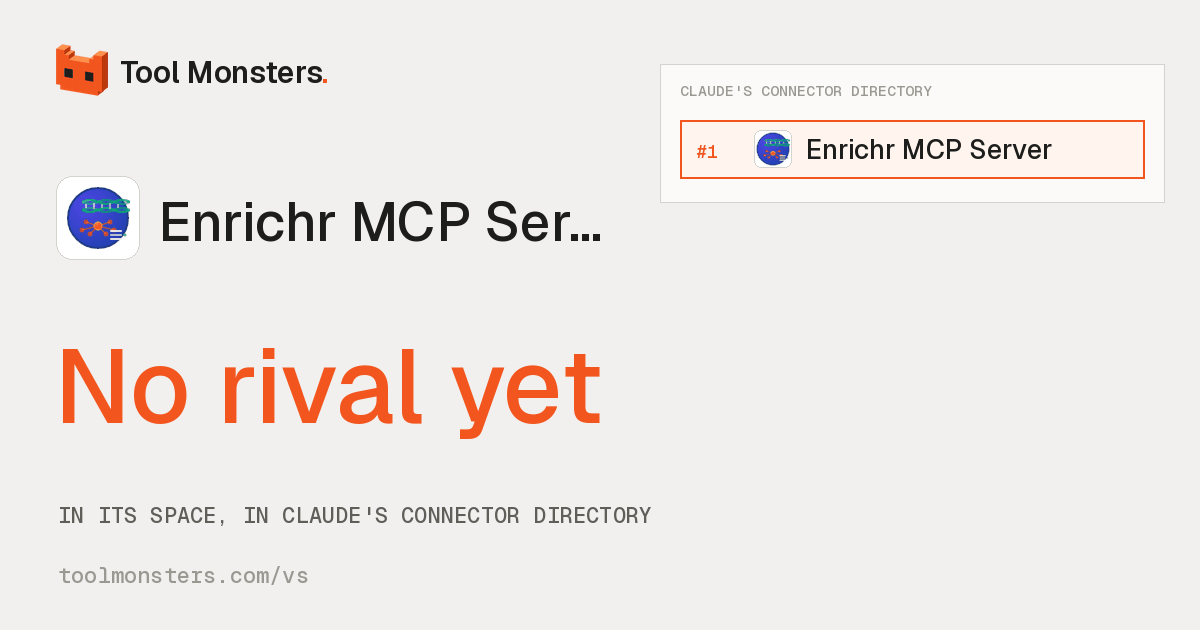 Tool Monsters.
CLAUDE'S CONNECTOR DIRECTORY
#1 Enrichr MCP Server
Enrichr MCP Ser...
No rival yet
IN ITS SPACE, IN CLAUDE'S CONNECTOR DIRECTORY
toolmonsters.com/vs